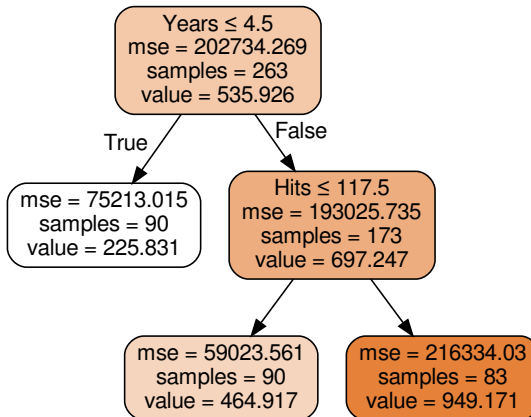 Years ≤ 4.5
mse = 202734.269
samples = 263
value = 535.926
True
False
mse = 75213.015
samples = 90
value = 225.831
Hits ≤ 117.5
mse = 193025.735
samples = 173
value = 697.247
mse = 59023.561
samples = 90
value = 464.917
mse = 216334.03
samples = 83
value = 949.171